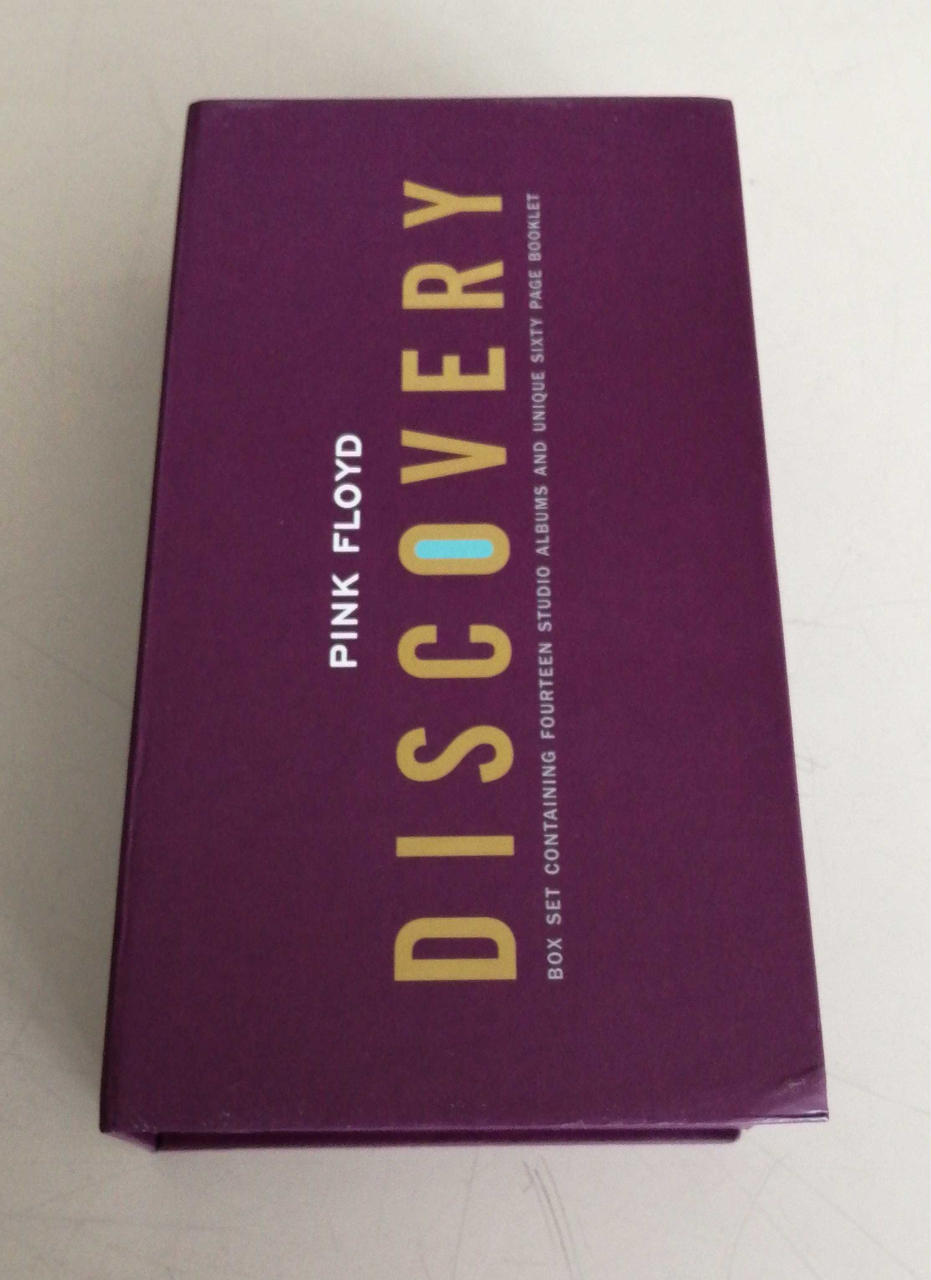 PINK FLOYD
DISCOVERY
BOX SET CONTAINING FOURTEEN STUDIO ALBUMS AND UNIQUE SIXTY PAGE BOOKLET